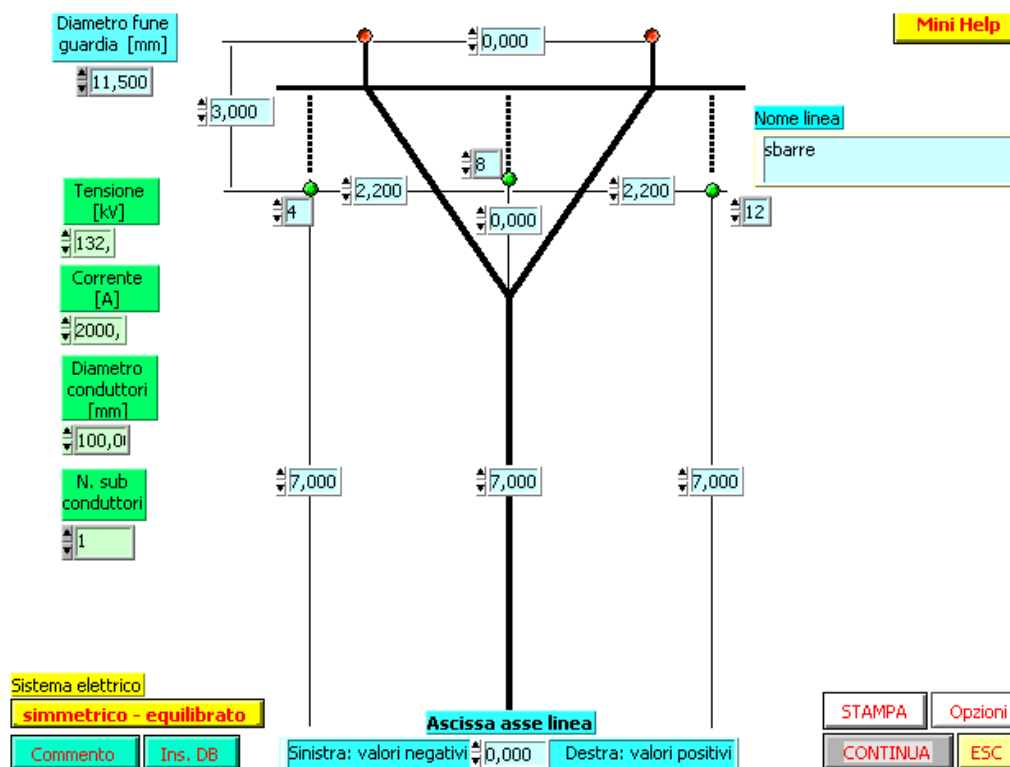 Diametro fune
guardia [mm]
11,500
0,000
Mini Help
3,000
Nome linea
sbarre
8
Tensione
[kV]
132,
2,200
2,200
4
0,000
12
Corrente
[A]
2000,
Diametro
conduttori
[mm]
100,0
N. sub
conduttori
1
7,000
7,000
7,000
Sistema elettrico
simmetrico - equilibrato
Commento
Ins. DB
Ascissa asse linea
Sinistra: valori negativi
0,000
Destra: valori positivi
STAMPA
Opzioni
CONTINUA
ESC